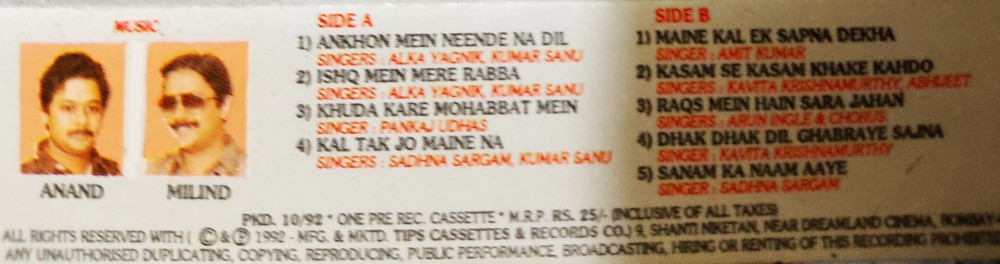 MUSIC
ANAND
MILIND
SIDE A
1) ANKHON MEIN NEENDE NA DIL
SINGERS : ALKA YAGNIK, KUMAR SANU
2) ISHQ MEIN MERE RABBA
SINGERS : ALKA YAGNIK, KUMAR SANU
3) KHUDA KARE MOHABBAT MEIN
SINGER : PANKAJ UDHAS
4) KAL TAK JO MAINE NA
SINGERS : SADHNA SARGAM, KUMAR SANU
SIDE B
1) MAINE KAL EK SAPNA DEKHA
SINGER : AMIT KUMAR
2) KASAM SE KASAM KHAKE KAHDO
SINGERS : KAVITA KRISHNAMURTHY, ABHIJEET
3) RAQS MEIN HAIN SARA JAHAN
SINGERS : ARUN INGLE & CHORUS
4) DHAK DHAK DIL GHABRAYE SAJNA
SINGER : KAVITA KRISHNAMURTHY
5) SANAM KA NAAM AAYE
SINGER : SADHNA SARGAM
PKD. 10/92 * ONE PRE REC. CASSETTE * M.R.P. RS. 25/- (INCLUSIVE OF ALL TAXES)
ALL RIGHTS RESERVED WITH ( © & ℗ 1992 - MFG. & MKTD. TIPS CASSETTES & RECORDS CO.) 9, SHANTI NIKETAN, NEAR DREAMLAND CINEMA, BOMBAY
ANY UNAUTHORISED DUPLICATING, COPYING, REPRODUCING, PUBLIC PERFORMANCE, BROADCASTING, HIRING OR RENTING OF THIS RECORDING PROHIBITED